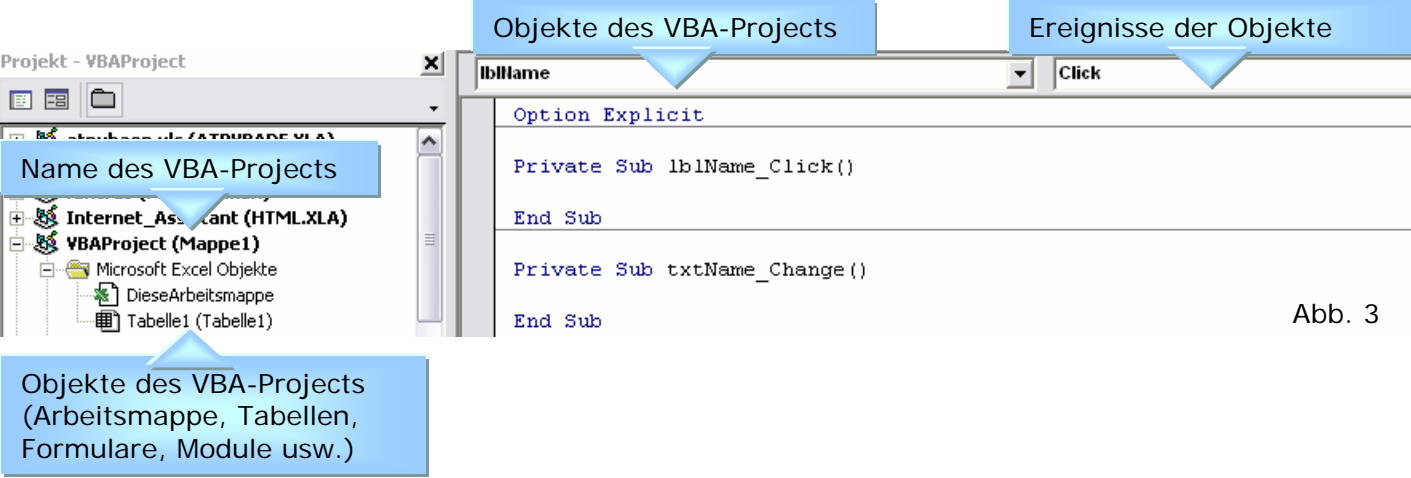 Objekte des VBA-Projects
Ereignisse der Objekte
Projekt - VBAProject
lblName
Click
Option Explicit
Private Sub lblName_Click()
End Sub
Private Sub txtName_Change()
End Sub
Name des VBA-Projects
Internet_Assistant (HTML.XLA)
VBAProject (Mappe1)
Microsoft Excel Objekte
DieseArbeitsmappe
Tabelle1 (Tabelle1)
Abb. 3
Objekte des VBA-Projects
(Arbeitsmappe, Tabellen,
Formulare, Module usw.)